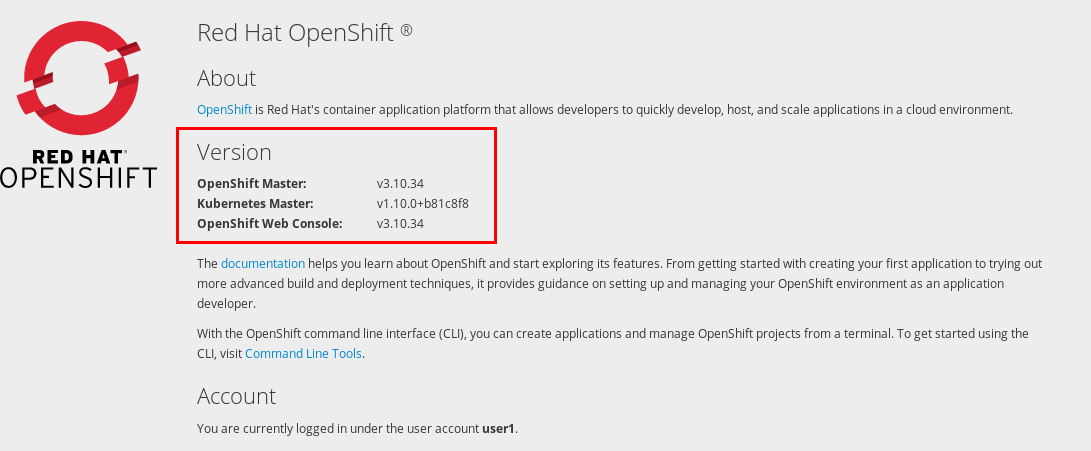 Red Hat OpenShift ®
About
OpenShift is Red Hat's container application platform that allows developers to quickly develop, host, and scale applications in a cloud environment.
RED HAT®
OPENSHIFT
Version
OpenShift Master: v3.10.34
Kubernetes Master: v1.10.0+b81c8f8
OpenShift Web Console: v3.10.34
The documentation helps you learn about OpenShift and start exploring its features. From getting started with creating your first application to trying out
more advanced build and deployment techniques, it provides guidance on setting up and managing your OpenShift environment as an application
developer.
With the OpenShift command line interface (CLI), you can create applications and manage OpenShift projects from a terminal. To get started using the
CLI, visit Command Line Tools.
Account
You are currently logged in under the user account user1.